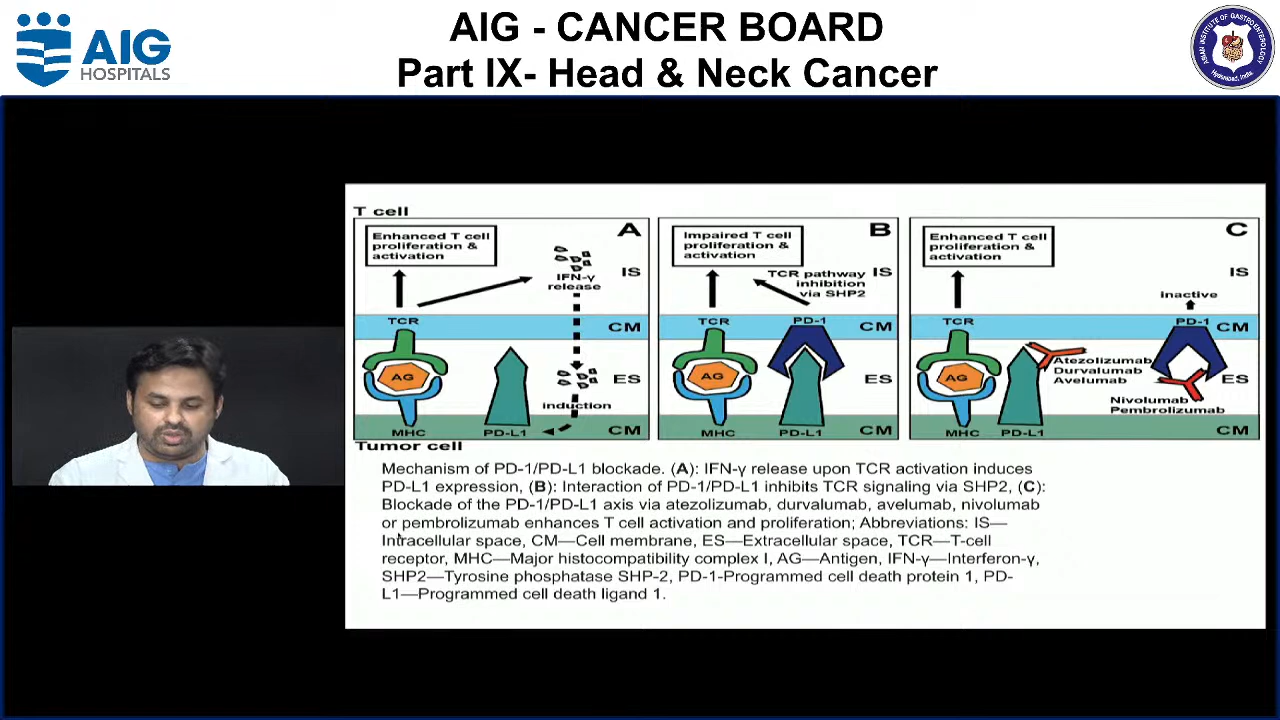 AIG - CANCER BOARD
Part IX- Head & Neck Cancer
AIG
HOSPITALS
ASIAN INSTITUTE OF GASTROENTEROLOGY
Hyderabad, India
T cell
Enhanced T cell
proliferation &
activation
A
IFN-γ
release
IS
TCR
CM
AG
ES
induction
MHC
PD-L1
CM
Impaired T cell
proliferation &
activation
B
TCR pathway
inhibition
via SHP2
IS
TCR
PD-1
CM
AG
ES
MHC
PD-L1
CM
Enhanced T cell
proliferation &
activation
C
IS
Inactive
TCR
PD-1
CM
AG
Atezolizumab
Durvalumab
Avelumab
ES
Nivolumab
Pembrolizumab
MHC
PD-L1
CM
Tumor cell
Mechanism of PD-1/PD-L1 blockade. (A): IFN-γ release upon TCR activation induces
PD-L1 expression, (B): Interaction of PD-1/PD-L1 inhibits TCR signaling via SHP2, (C):
Blockade of the PD-1/PD-L1 axis via atezolizumab, durvalumab, avelumab, nivolumab
or pembrolizumab enhances T cell activation and proliferation; Abbreviations: IS—
Intracellular space, CM—Cell membrane, ES—Extracellular space, TCR—T-cell
receptor, MHC—Major histocompatibility complex I, AG—Antigen, IFN-γ—Interferon-γ,
SHP2—Tyrosine phosphatase SHP-2, PD-1-Programmed cell death protein 1, PD-
L1—Programmed cell death ligand 1.